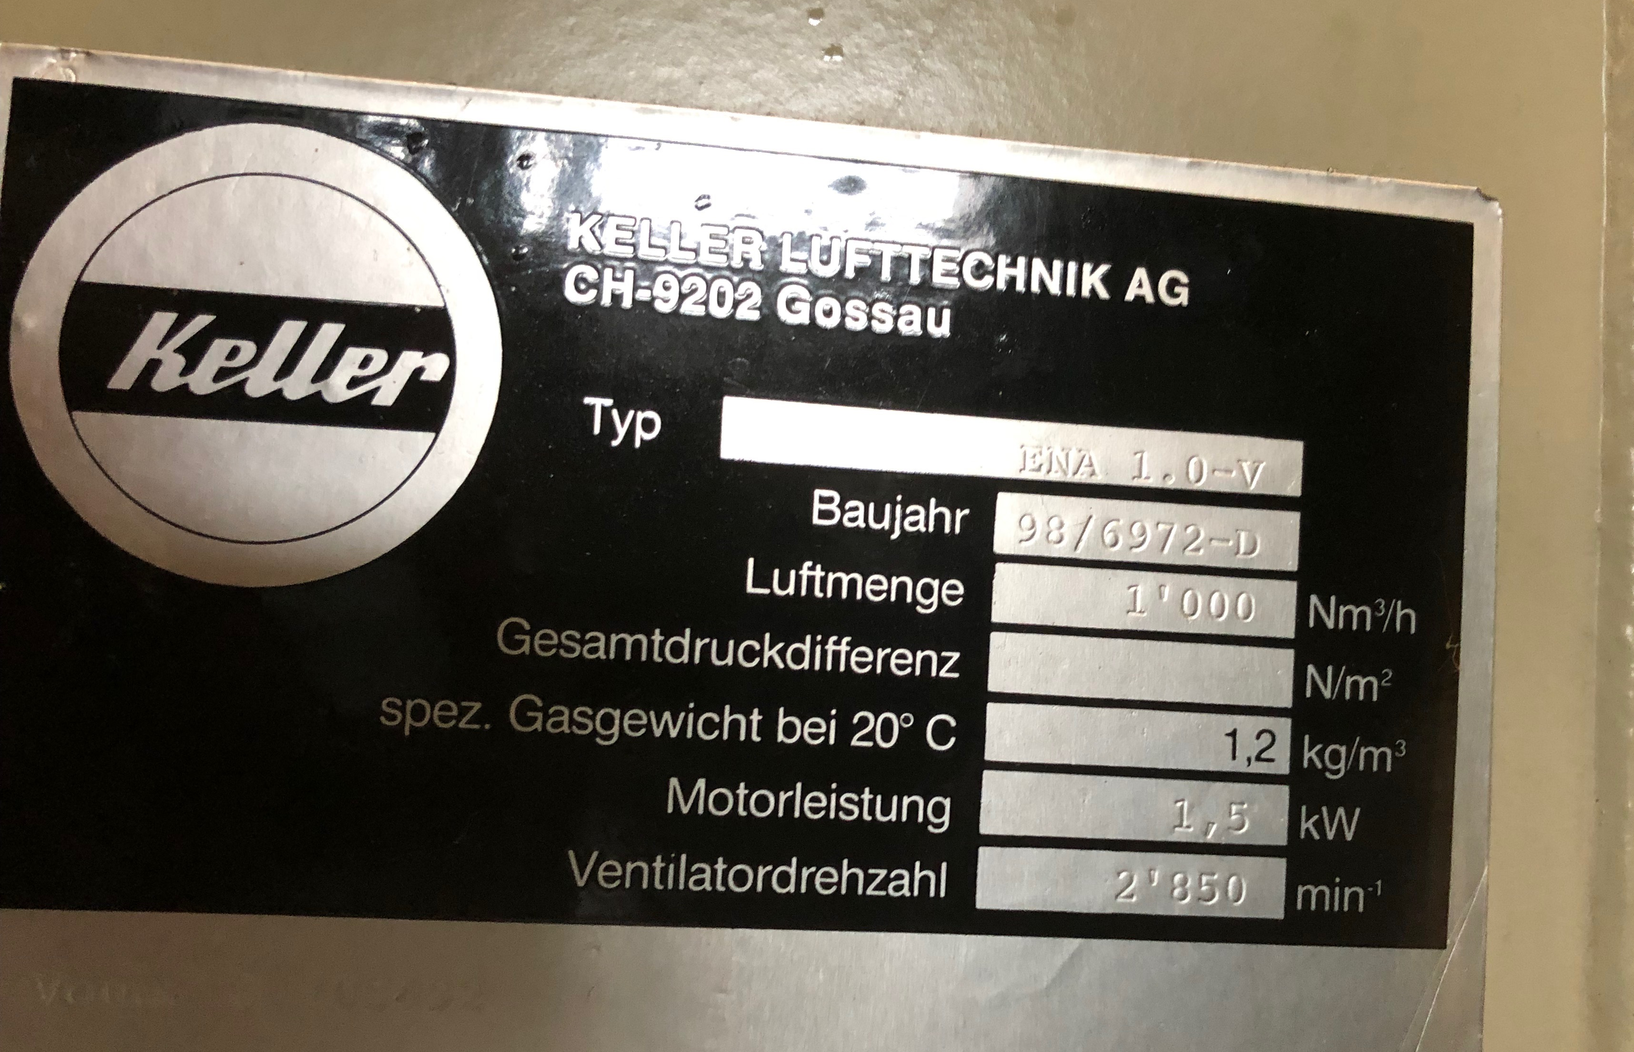 Keller
KELLER LUFTTECHNIK AG
CH-9202 Gossau
Typ ENA 1.0-V
Baujahr 98/6972-D
Luftmenge 1'000 Nm³/h
Gesamtdruckdifferenz N/m²
spez. Gasgewicht bei 20° C 1,2 kg/m³
Motorleistung 1,5 kW
Ventilatordrehzahl 2'850 min⁻¹